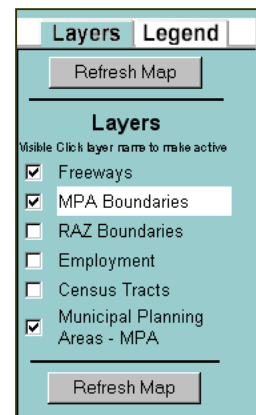 Layers Legend
Refresh Map
Layers
Visible Click layer name to make active
Freeways
MPA Boundaries
RAZ Boundaries
Employment
Census Tracts
Municipal Planning
Areas - MPA
Refresh Map